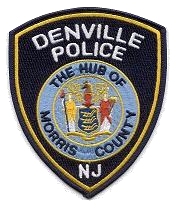 DENVILLE
POLICE
THE HUB OF
MORRIS COUNTY
NJ